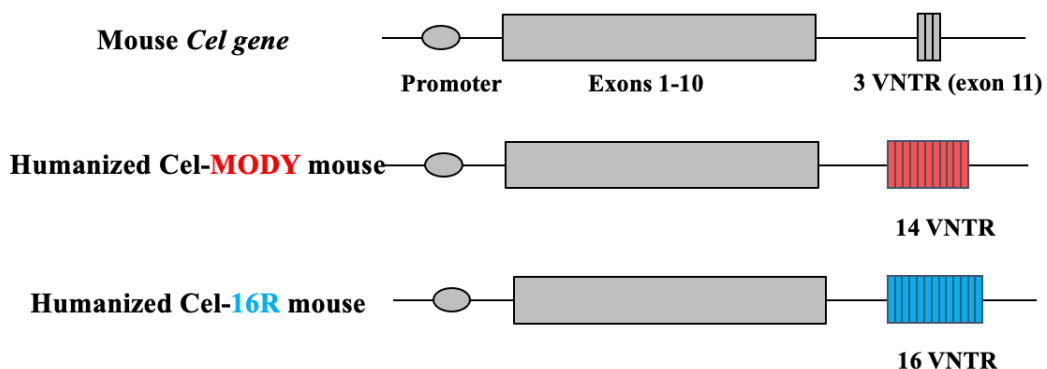 Mouse Cel gene
Promoter
Exons 1-10
3 VNTR (exon 11)
Humanized Cel-MODY mouse
14 VNTR
Humanized Cel-16R mouse
16 VNTR